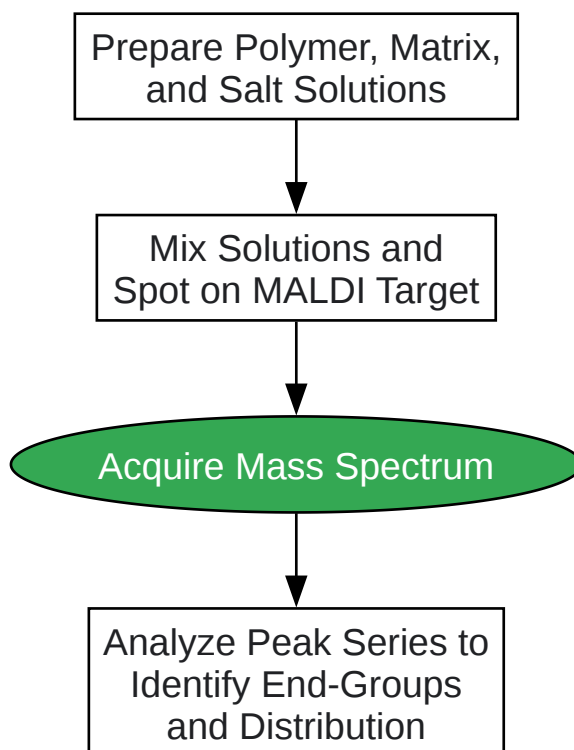 Prepare Polymer, Matrix,
and Salt Solutions
Mix Solutions and
Spot on MALDI Target
Acquire Mass Spectrum
Analyze Peak Series to
Identify End-Groups
and Distribution